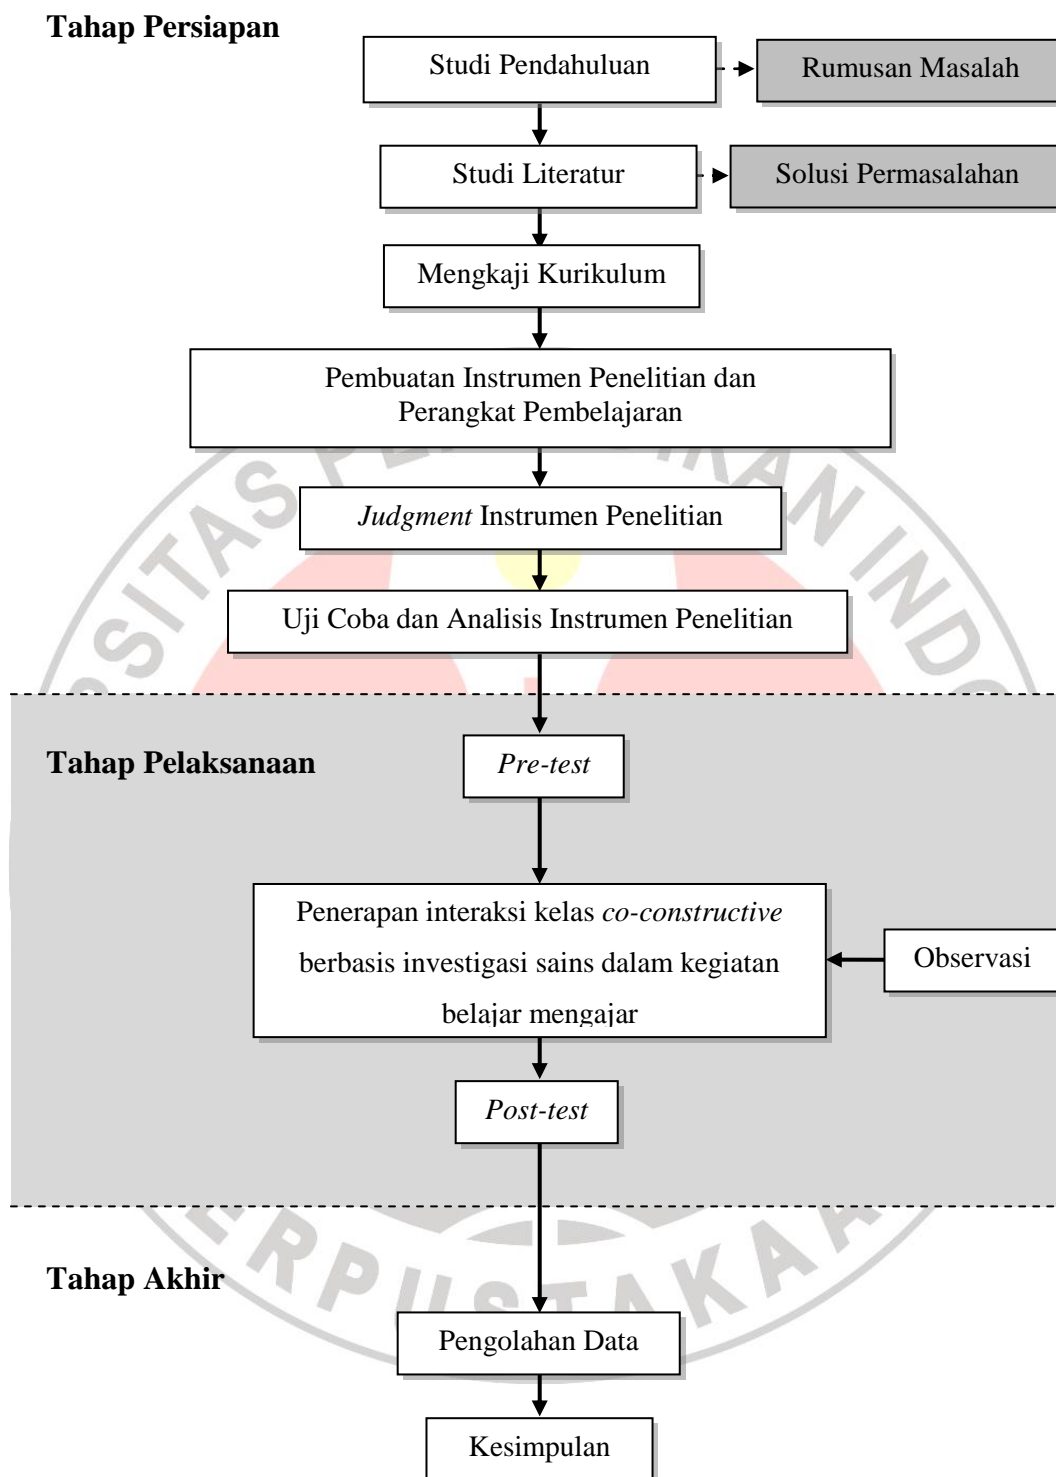 Tahap Persiapan
Studi Pendahuluan
Rumusan Masalah
Studi Literatur
Solusi Permasalahan
Mengkaji Kurikulum
Pembuatan Instrumen Penelitian dan
Perangkat Pembelajaran
Judgment Instrumen Penelitian
Uji Coba dan Analisis Instrumen Penelitian
Tahap Pelaksanaan
Pre-test
Penerapan interaksi kelas co-constructive
berbasis investigasi sains dalam kegiatan
belajar mengajar
Observasi
Post-test
Tahap Akhir
Pengolahan Data
Kesimpulan